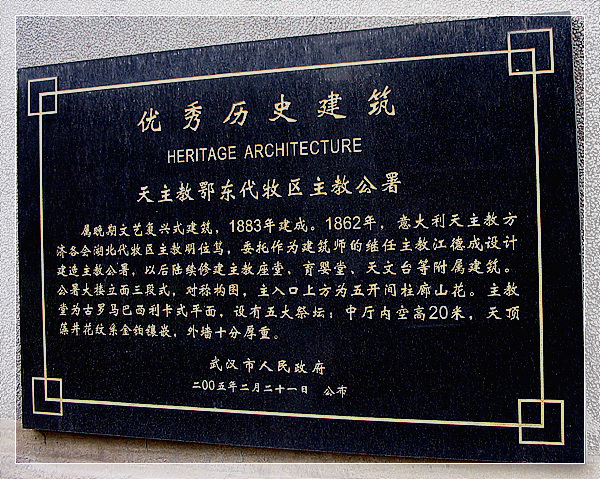 优秀历史建筑
HERITAGE ARCHITECTURE
天主教鄂东代牧区主教公署
属晚期文艺复兴式建筑，1883年建成。1862年，意大利天主教方
济各会湖北代牧区主教明位笃，委托作为建筑师的继任主教江德成设计
建造主教公署，以后陆续修建主教座堂、育婴堂、天文台等附属建筑。
公署大楼立面三段式，对称构图，主入口上方为五开间柱廊山花。主教
堂为古罗马巴西利卡式平面，设有五大祭坛；中厅内空高20米，天顶
藻井花纹系金铂镶嵌，外墙十分厚重。
武汉市人民政府
二00五年二月二十一日 公布